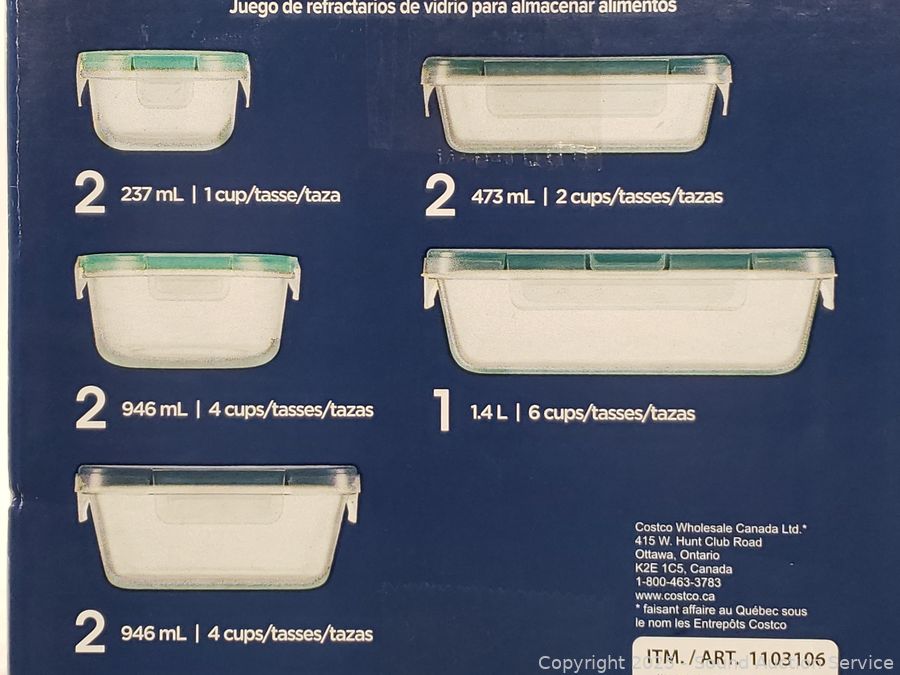 Juego de refractarios de vidrio para almacenar alimentos
2 237 mL | 1 cup/tasse/taza
2 473 mL | 2 cups/tasses/tazas
2 946 mL | 4 cups/tasses/tazas
1 1.4 L | 6 cups/tasses/tazas
2 946 mL | 4 cups/tasses/tazas
Costco Wholesale Canada Ltd.*
415 W. Hunt Club Road
Ottawa, Ontario
K2E 1C5, Canada
1-800-463-3783
www.costco.ca
* faisant affaire au Québec sous
le nom les Entrepôts Costco
ITM. / ART. 1103106
Copyright 2023 - Sound Auction Service